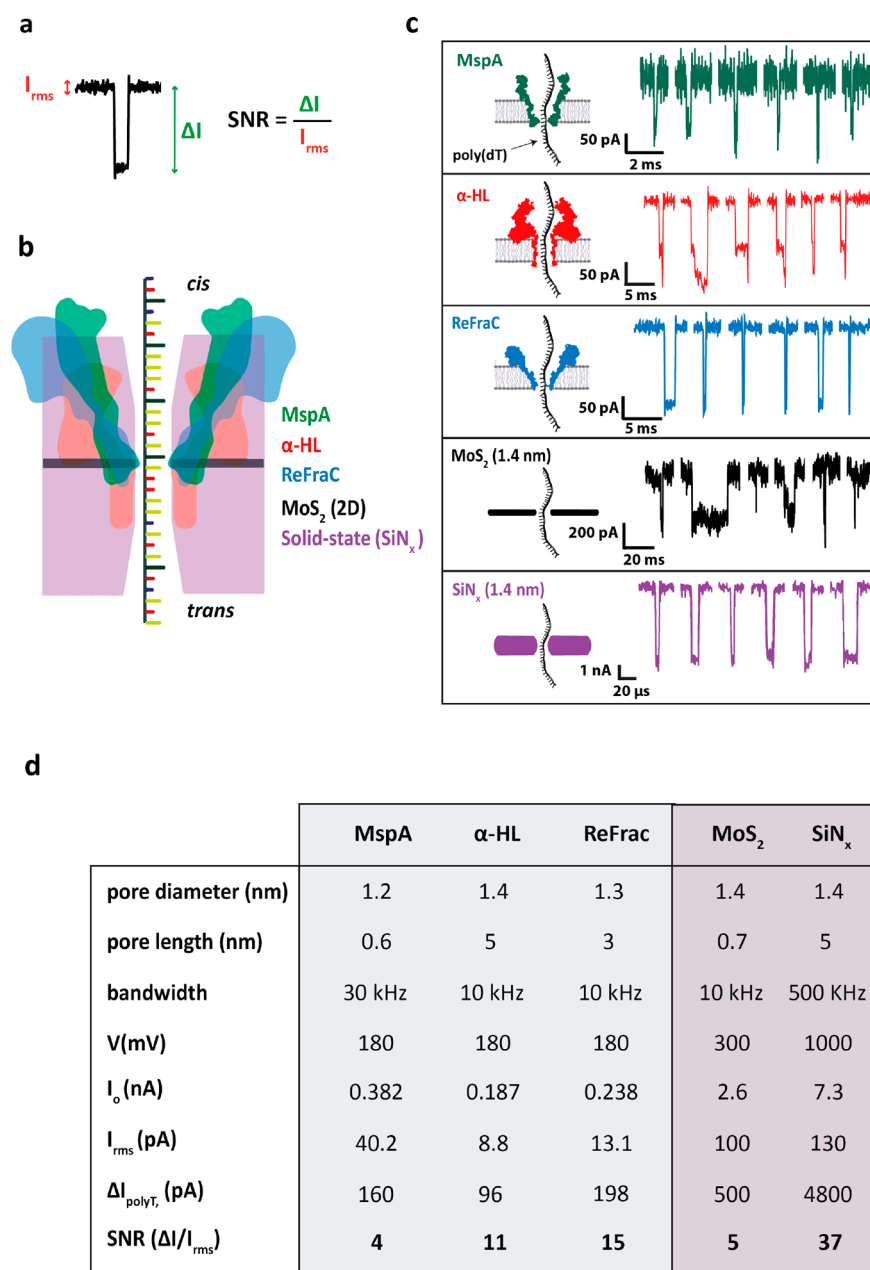 a
I_rms
ΔI
SNR = ΔI / I_rms
b
cis
MspA
α-HL
ReFraC
MoS₂ (2D)
Solid-state (SiNₓ)
trans
c
MspA
poly(dT)
50 pA
2 ms
α-HL
50 pA
5 ms
ReFraC
50 pA
5 ms
MoS₂ (1.4 nm)
200 pA
20 ms
SiNₓ (1.4 nm)
1 nA
20 µs
d
MspA α-HL ReFrac MoS₂ SiNₓ
pore diameter (nm) 1.2 1.4 1.3 1.4 1.4
pore length (nm) 0.6 5 3 0.7 5
bandwidth 30 kHz 10 kHz 10 kHz 10 kHz 500 KHz
V(mV) 180 180 180 300 1000
I_o (nA) 0.382 0.187 0.238 2.6 7.3
I_rms (pA) 40.2 8.8 13.1 100 130
ΔI_polyT, (pA) 160 96 198 500 4800
SNR (ΔI/I_rms) 4 11 15 5 37